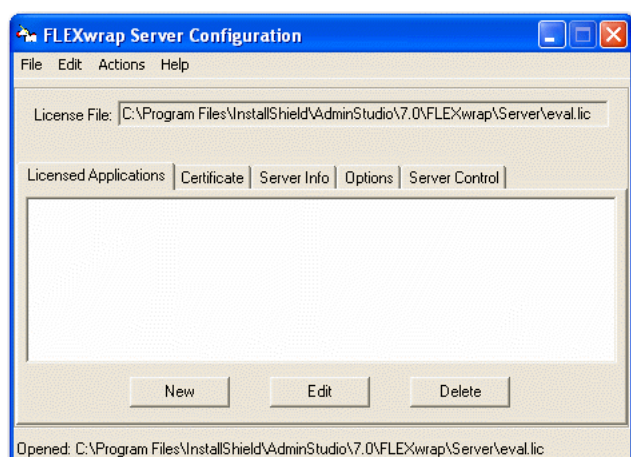 FLEXwrap Server Configuration
File Edit Actions Help
License File: C:\Program Files\InstallShield\AdminStudio\7.0\FLEXwrap\Server\eval.lic
Licensed Applications Certificate Server Info Options Server Control
New Edit Delete
Opened: C:\Program Files\InstallShield\AdminStudio\7.0\FLEXwrap\Server\eval.lic